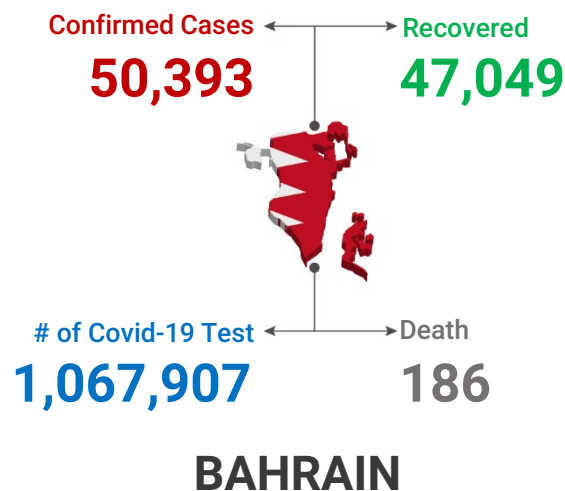 Confirmed Cases
50,393
Recovered
47,049
# of Covid-19 Test
1,067,907
Death
186
BAHRAIN